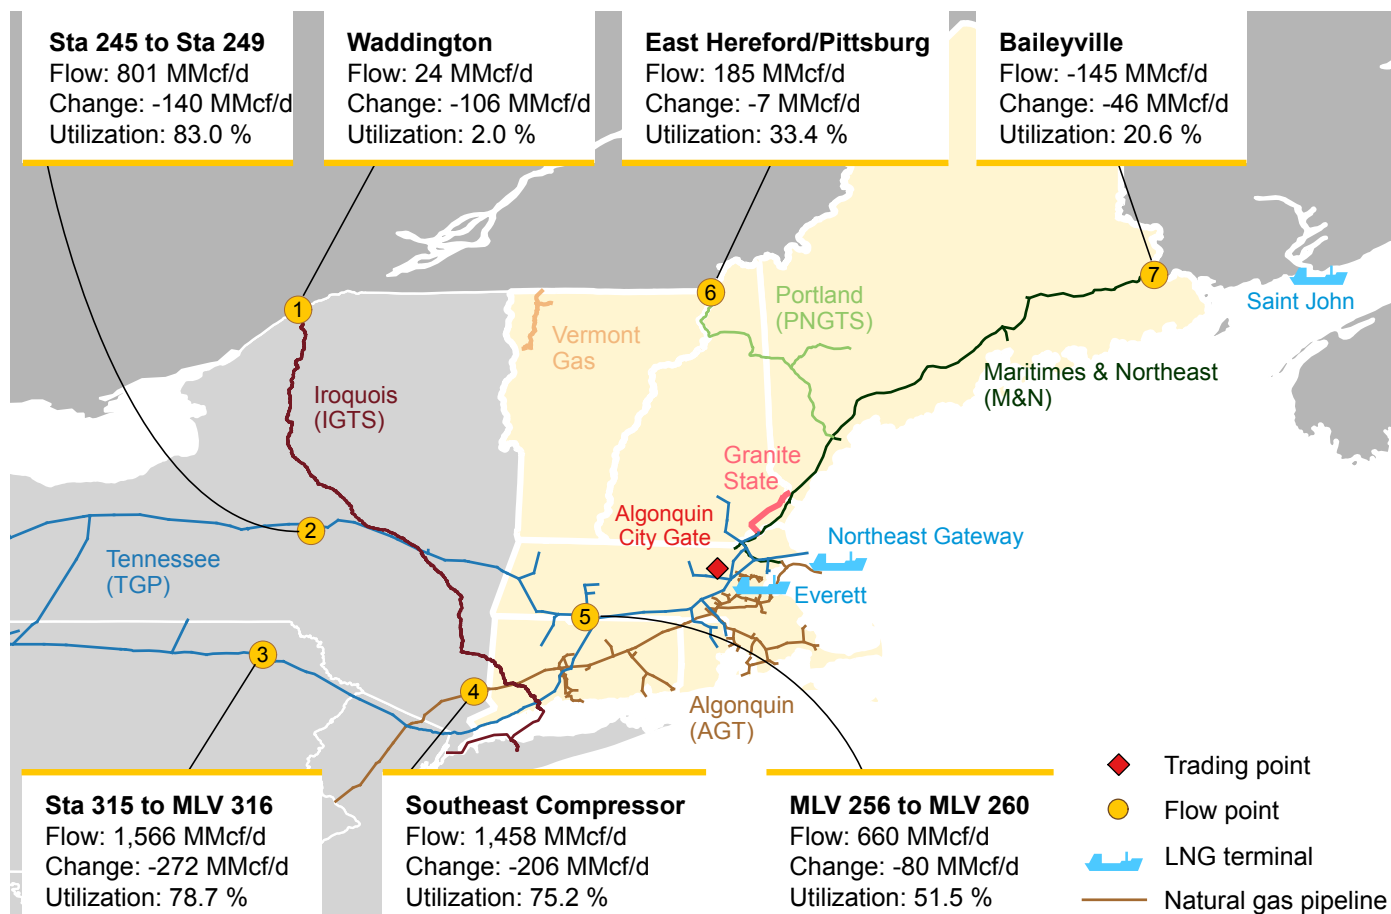 Sta 245 to Sta 249
Flow: 801 MMcf/d
Change: -140 MMcf/d
Utilization: 83.0 %
Waddington
Flow: 24 MMcf/d
Change: -106 MMcf/d
Utilization: 2.0 %
East Hereford/Pittsburg
Flow: 185 MMcf/d
Change: -7 MMcf/d
Utilization: 33.4 %
Baileyville
Flow: -145 MMcf/d
Change: -46 MMcf/d
Utilization: 20.6 %
1
6
7
Saint John
Portland
(PNGTS)
Vermont
Gas
Maritimes & Northeast
(M&N)
Iroquois
(IGTS)
Granite
State
Algonquin
City Gate
2
Northeast Gateway
Tennessee
(TGP)
Everett
5
3
4
Algonquin
(AGT)
Sta 315 to MLV 316
Flow: 1,566 MMcf/d
Change: -272 MMcf/d
Utilization: 78.7 %
Southeast Compressor
Flow: 1,458 MMcf/d
Change: -206 MMcf/d
Utilization: 75.2 %
MLV 256 to MLV 260
Flow: 660 MMcf/d
Change: -80 MMcf/d
Utilization: 51.5 %
Trading point
Flow point
LNG terminal
Natural gas pipeline